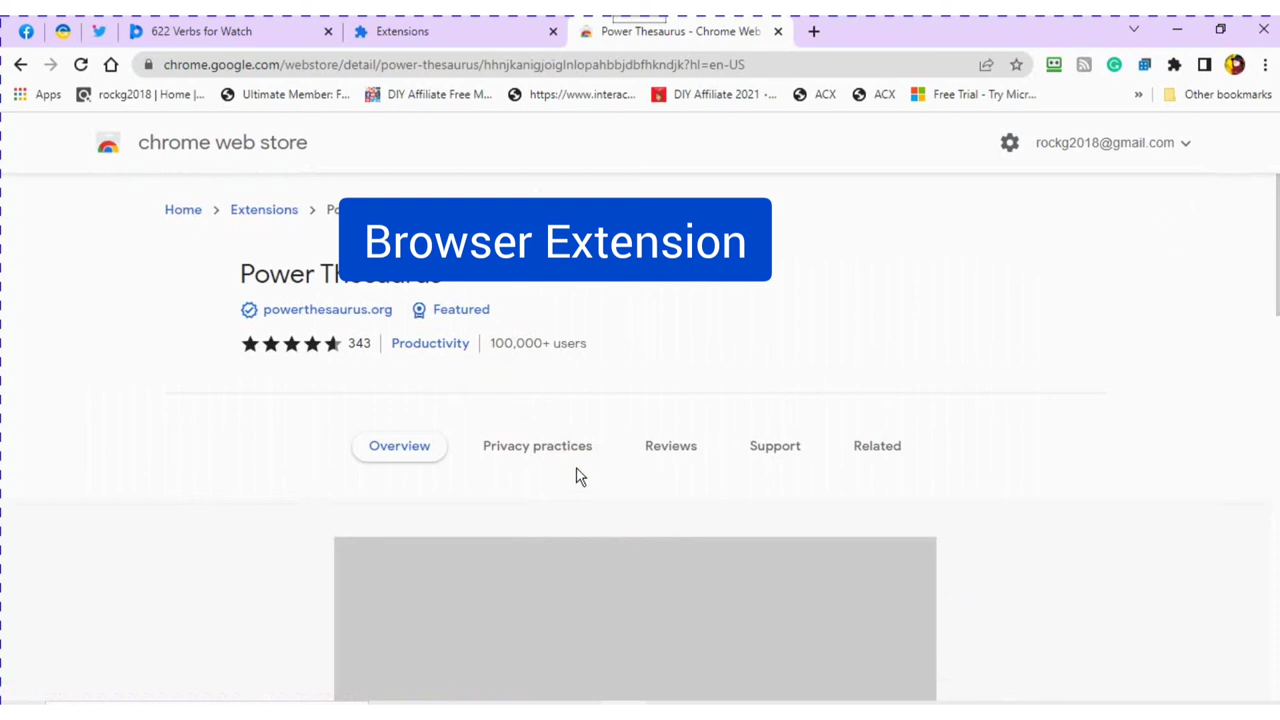 622 Verbs for Watch
Extensions
Power Thesaurus - Chrome Web
chrome.google.com/webstore/detail/power-thesaurus/hhnjkanigjoiglnlopahbbjdbfhkndjk?hl=en-US
Apps
rockg2018 | Home |...
Ultimate Member: F...
DIY Affiliate Free M...
https://www.interac...
DIY Affiliate 2021 -...
ACX
ACX
Free Trial - Try Micr...
»
Other bookmarks
chrome web store
rockg2018@gmail.com
Home > Extensions > Po
Browser Extension
Power Thesaurus
powerthesaurus.org
Featured
343
Productivity
100,000+ users
Overview
Privacy practices
Reviews
Support
Related